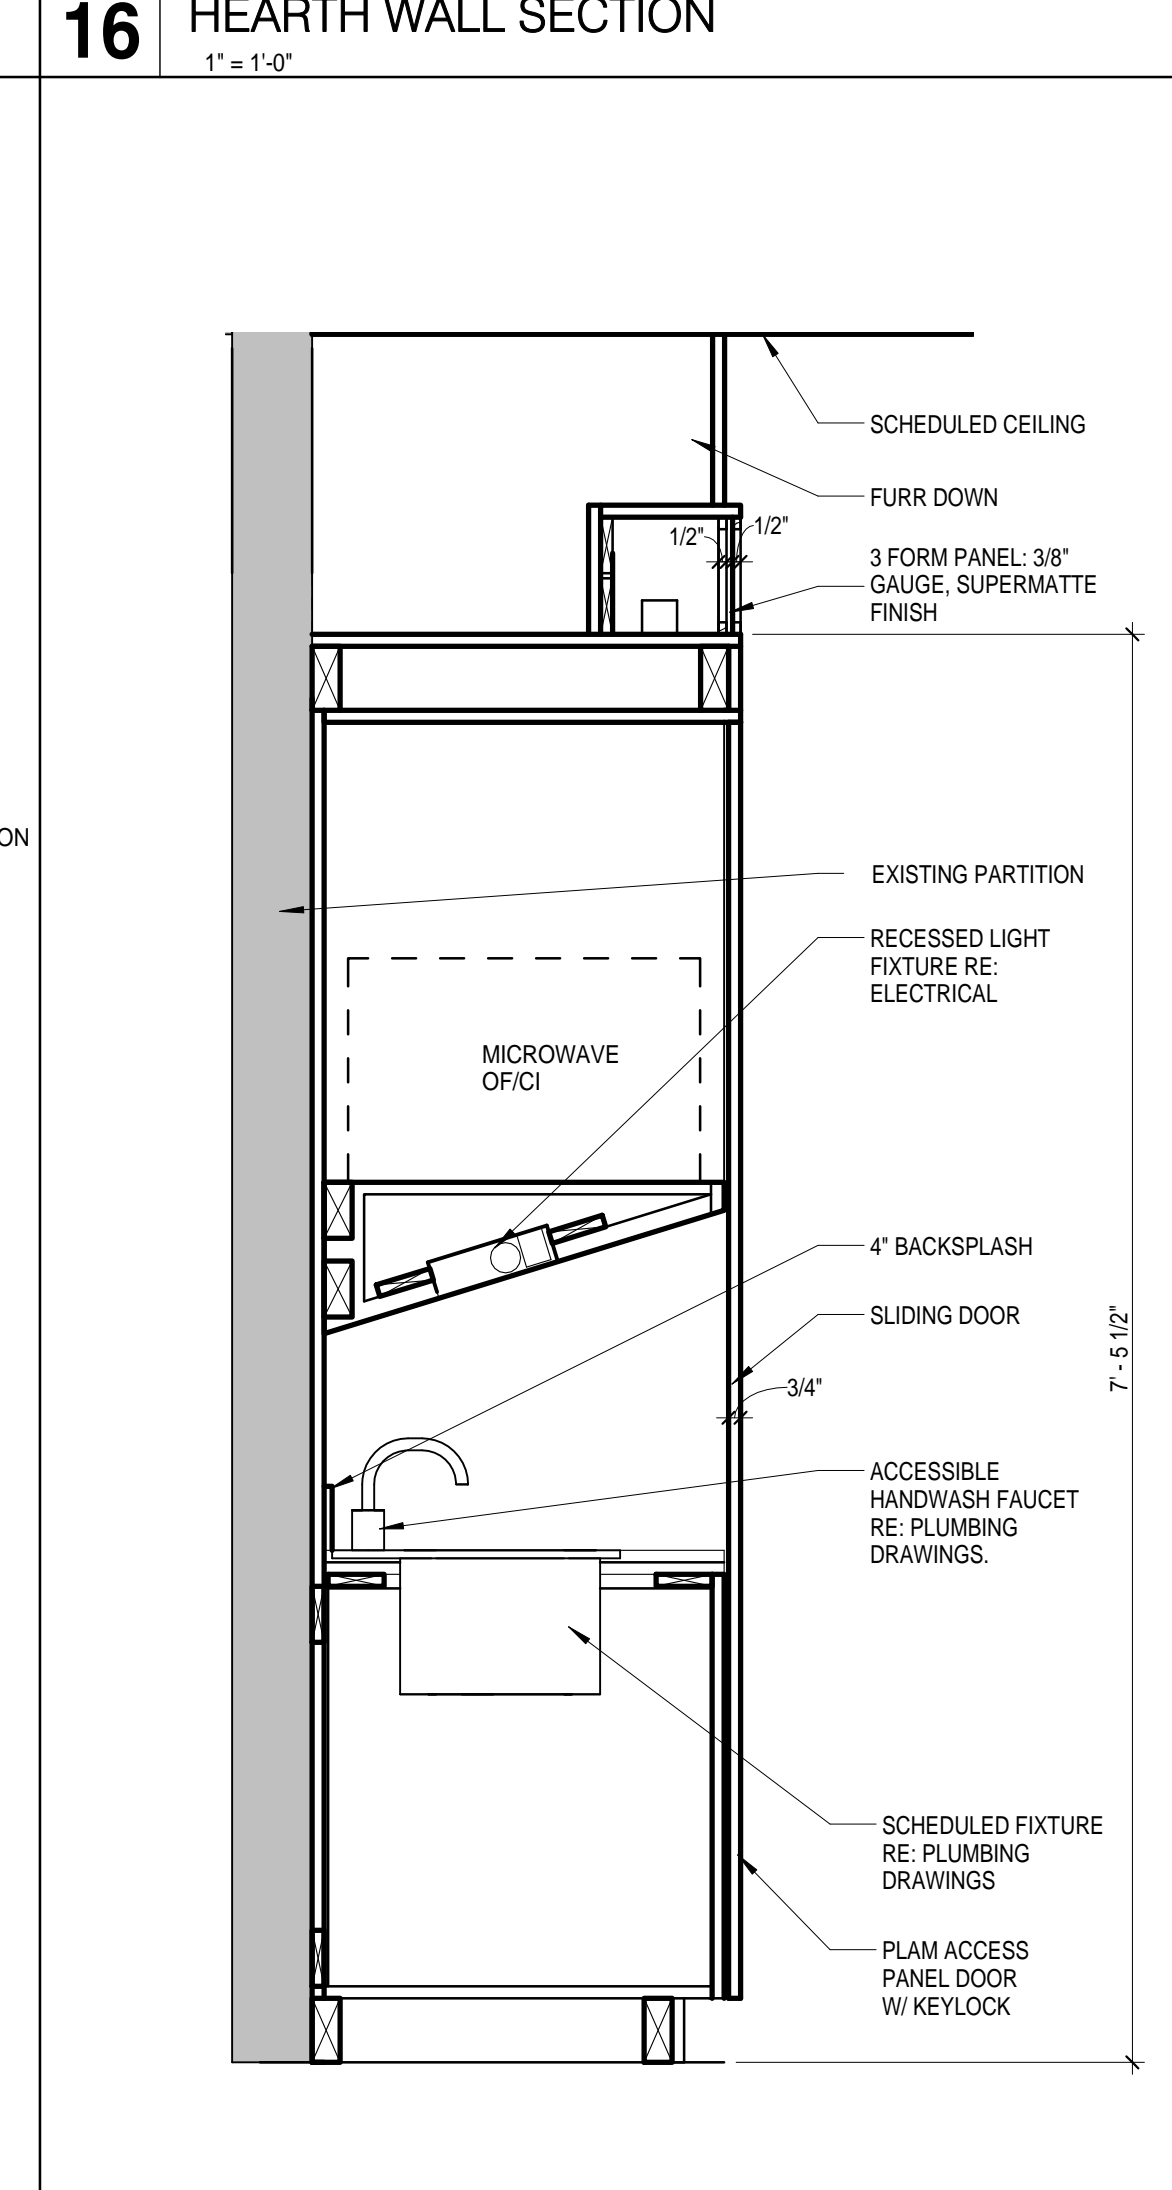 16
HEARTH WALL SECTION
1" = 1'-0"
SCHEDULED CEILING
FURR DOWN
1/2"
1/2"
3 FORM PANEL: 3/8"
GAUGE, SUPERMATTE
FINISH
ON
EXISTING PARTITION
RECESSED LIGHT
FIXTURE RE:
ELECTRICAL
MICROWAVE
OF/CI
4" BACKSPLASH
SLIDING DOOR
7' - 5 1/2"
3/4"
ACCESSIBLE
HANDWASH FAUCET
RE: PLUMBING
DRAWINGS.
SCHEDULED FIXTURE
RE: PLUMBING
DRAWINGS
PLAM ACCESS
PANEL DOOR
W/ KEYLOCK